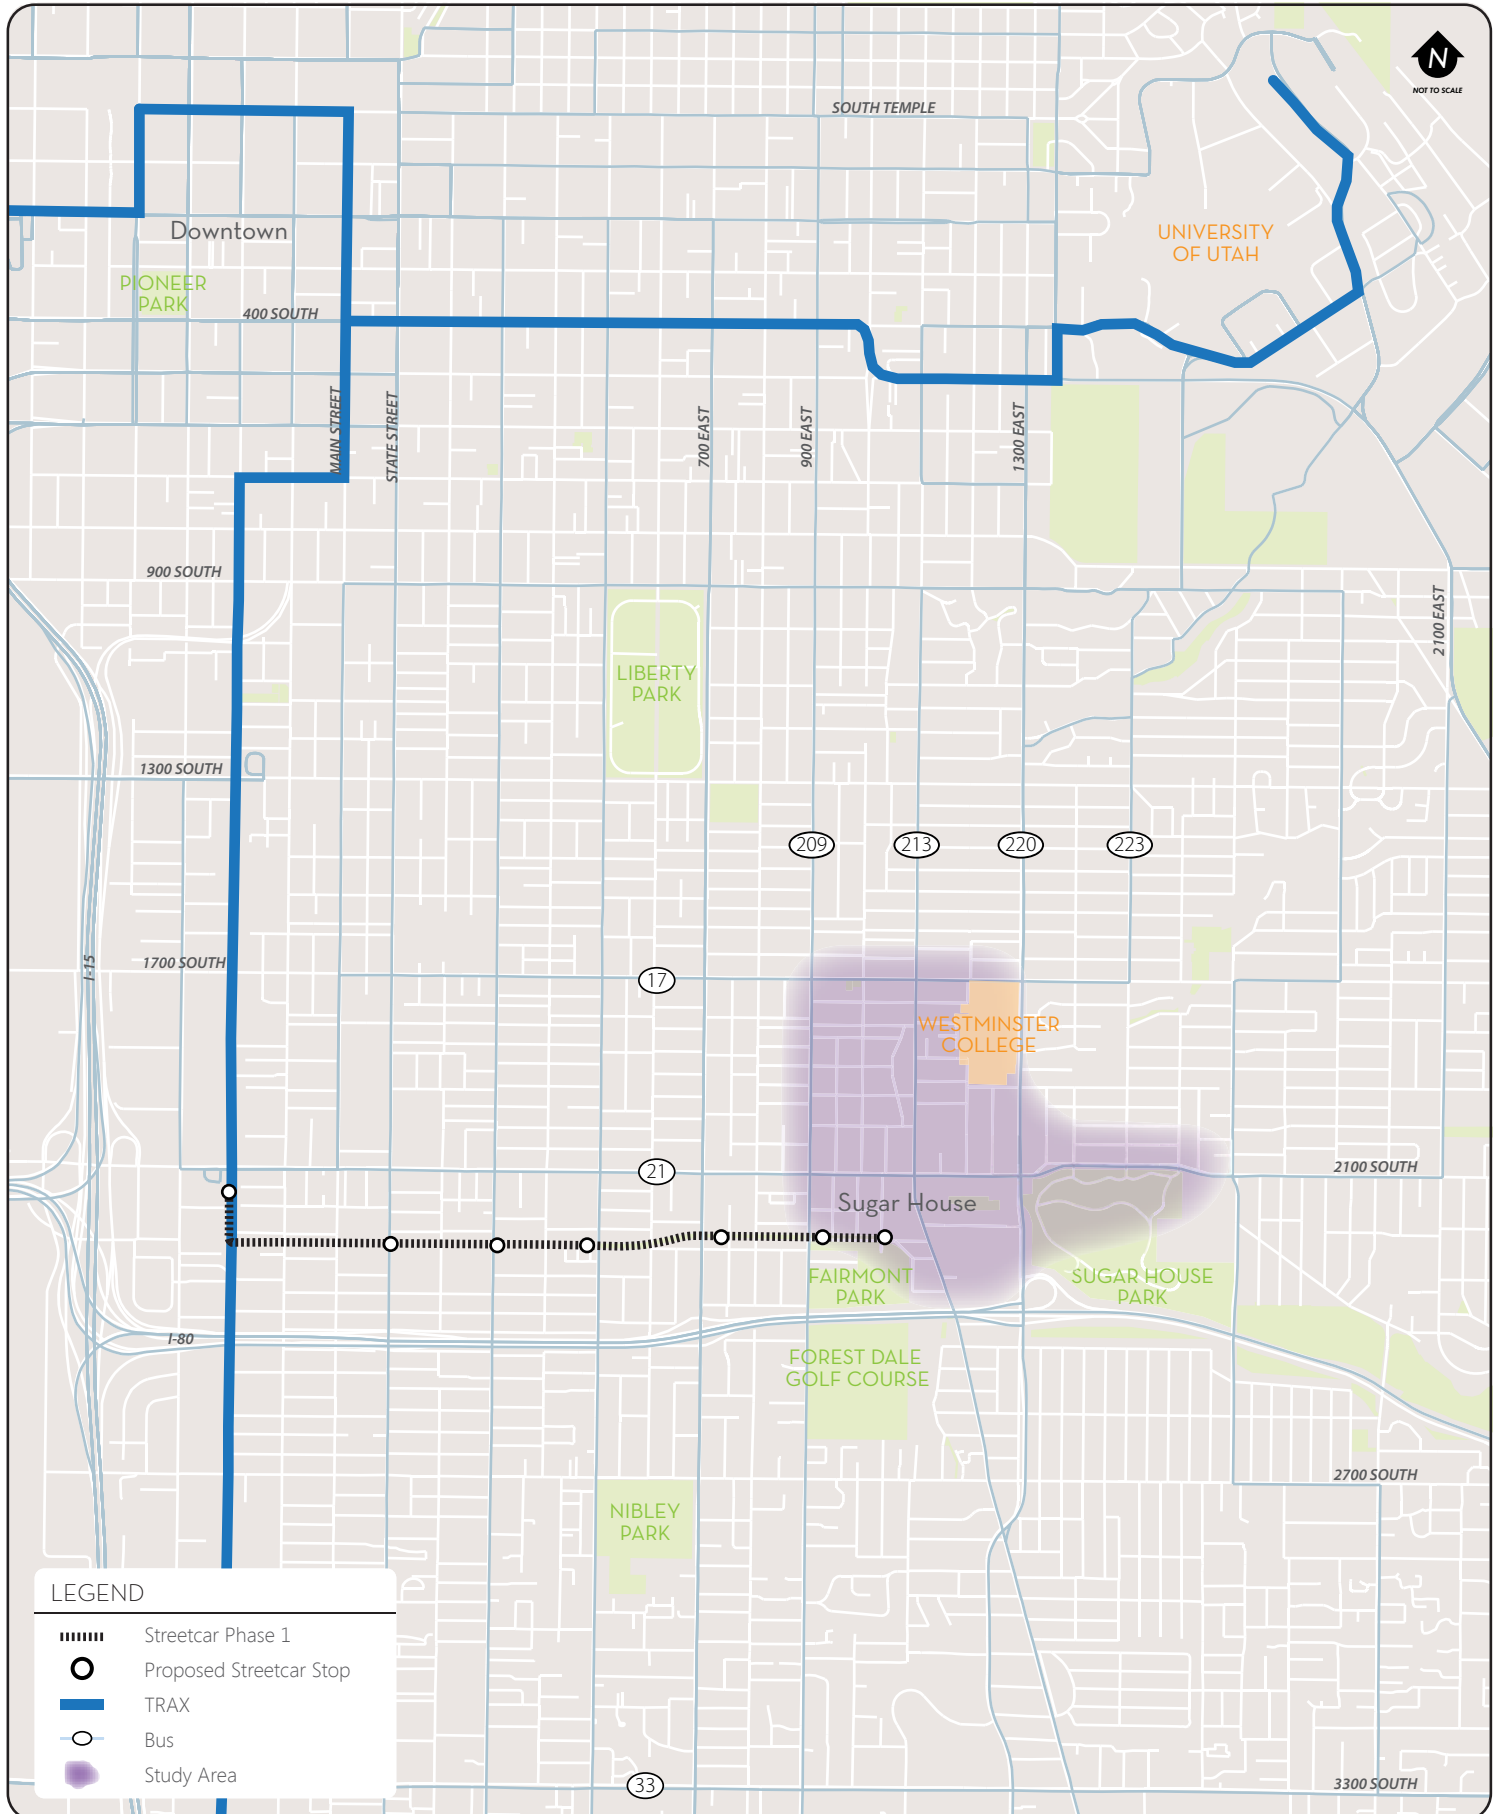 N
NOT TO SCALE
SOUTH TEMPLE
Downtown
UNIVERSITY
OF UTAH
PIONEER
PARK
400 SOUTH
MAIN STREET
STATE STREET
700 EAST
900 EAST
1300 EAST
900 SOUTH
2100 EAST
LIBERTY
PARK
1300 SOUTH
209
213
220
223
I-15
1700 SOUTH
17
WESTMINSTER
COLLEGE
21
2100 SOUTH
Sugar House
FAIRMONT
PARK
SUGAR HOUSE
PARK
I-80
FOREST DALE
GOLF COURSE
2700 SOUTH
NIBLEY
PARK
LEGEND
Streetcar Phase 1
Proposed Streetcar Stop
TRAX
Bus
Study Area
33
3300 SOUTH